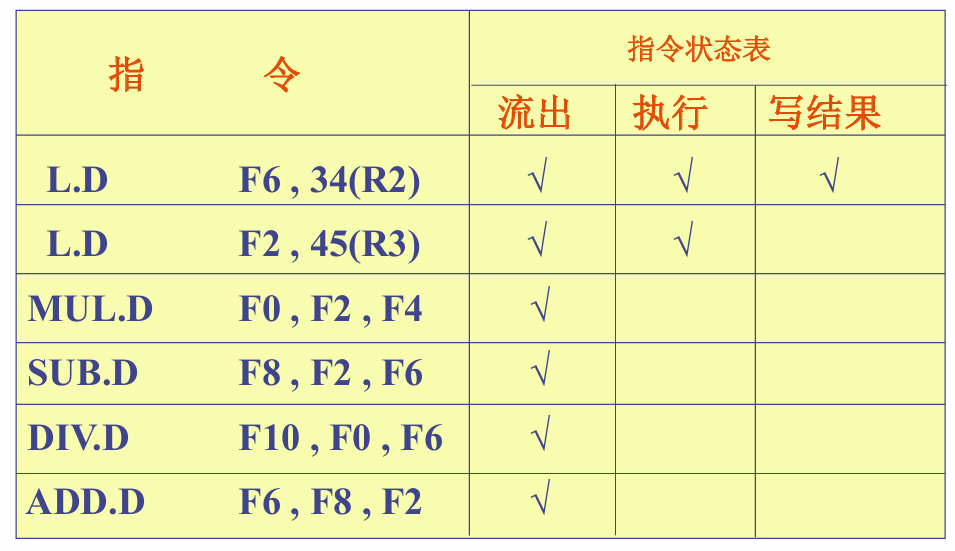 指令 指令状态表
流出 执行 写结果
L.D F6 , 34(R2) √ √ √
L.D F2 , 45(R3) √ √
MUL.D F0 , F2 , F4 √
SUB.D F8 , F2 , F6 √
DIV.D F10 , F0 , F6 √
ADD.D F6 , F8 , F2 √